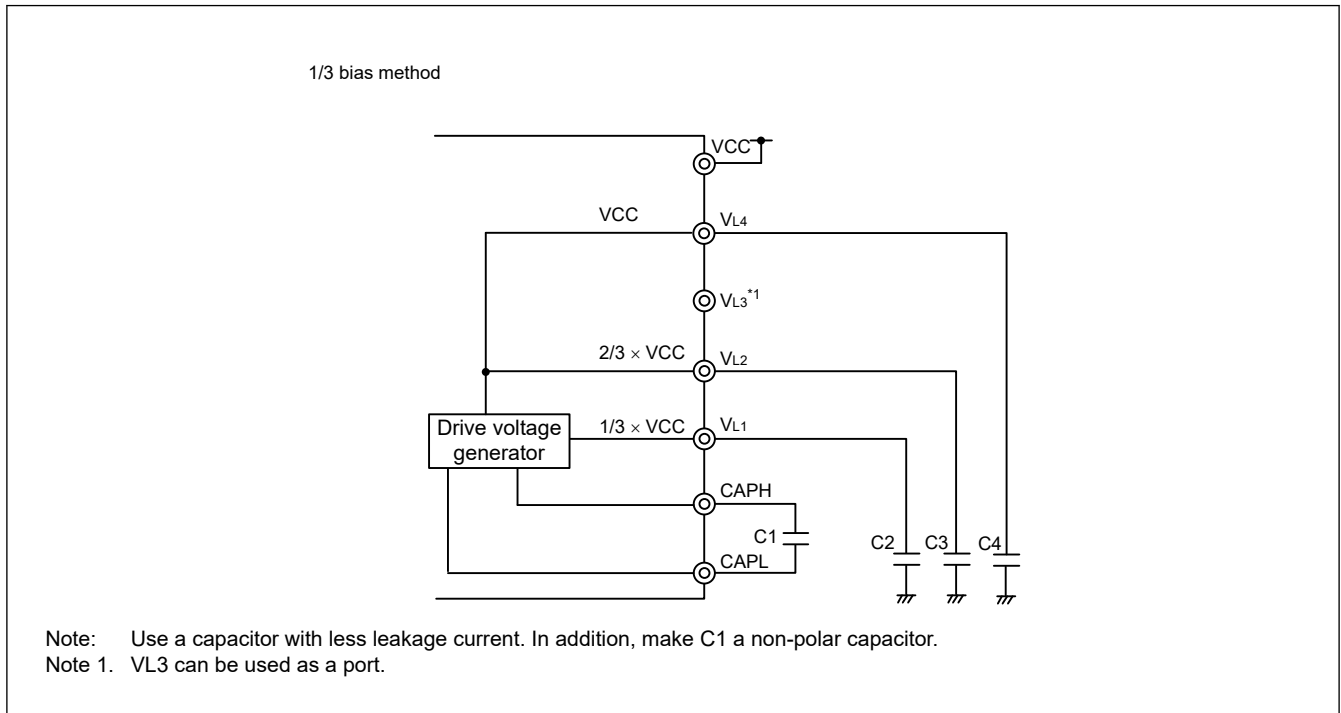 1/3 bias method
VCC
VCC
VL4
VL3*1
2/3 × VCC
VL2
Drive voltage
generator
1/3 × VCC
VL1
CAPH
C1
C2
C3
C4
CAPL
Note: Use a capacitor with less leakage current. In addition, make C1 a non-polar capacitor.
Note 1. VL3 can be used as a port.